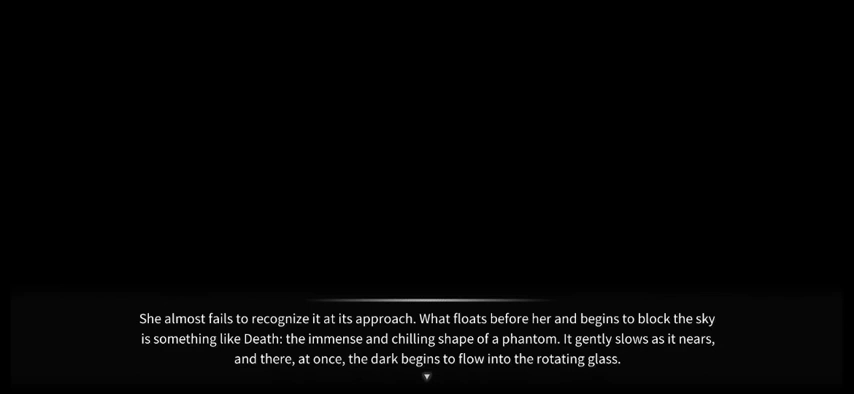 She almost fails to recognize it at its approach. What floats before her and begins to block the sky
is something like Death: the immense and chilling shape of a phantom. It gently slows as it nears,
and there, at once, the dark begins to flow into the rotating glass.